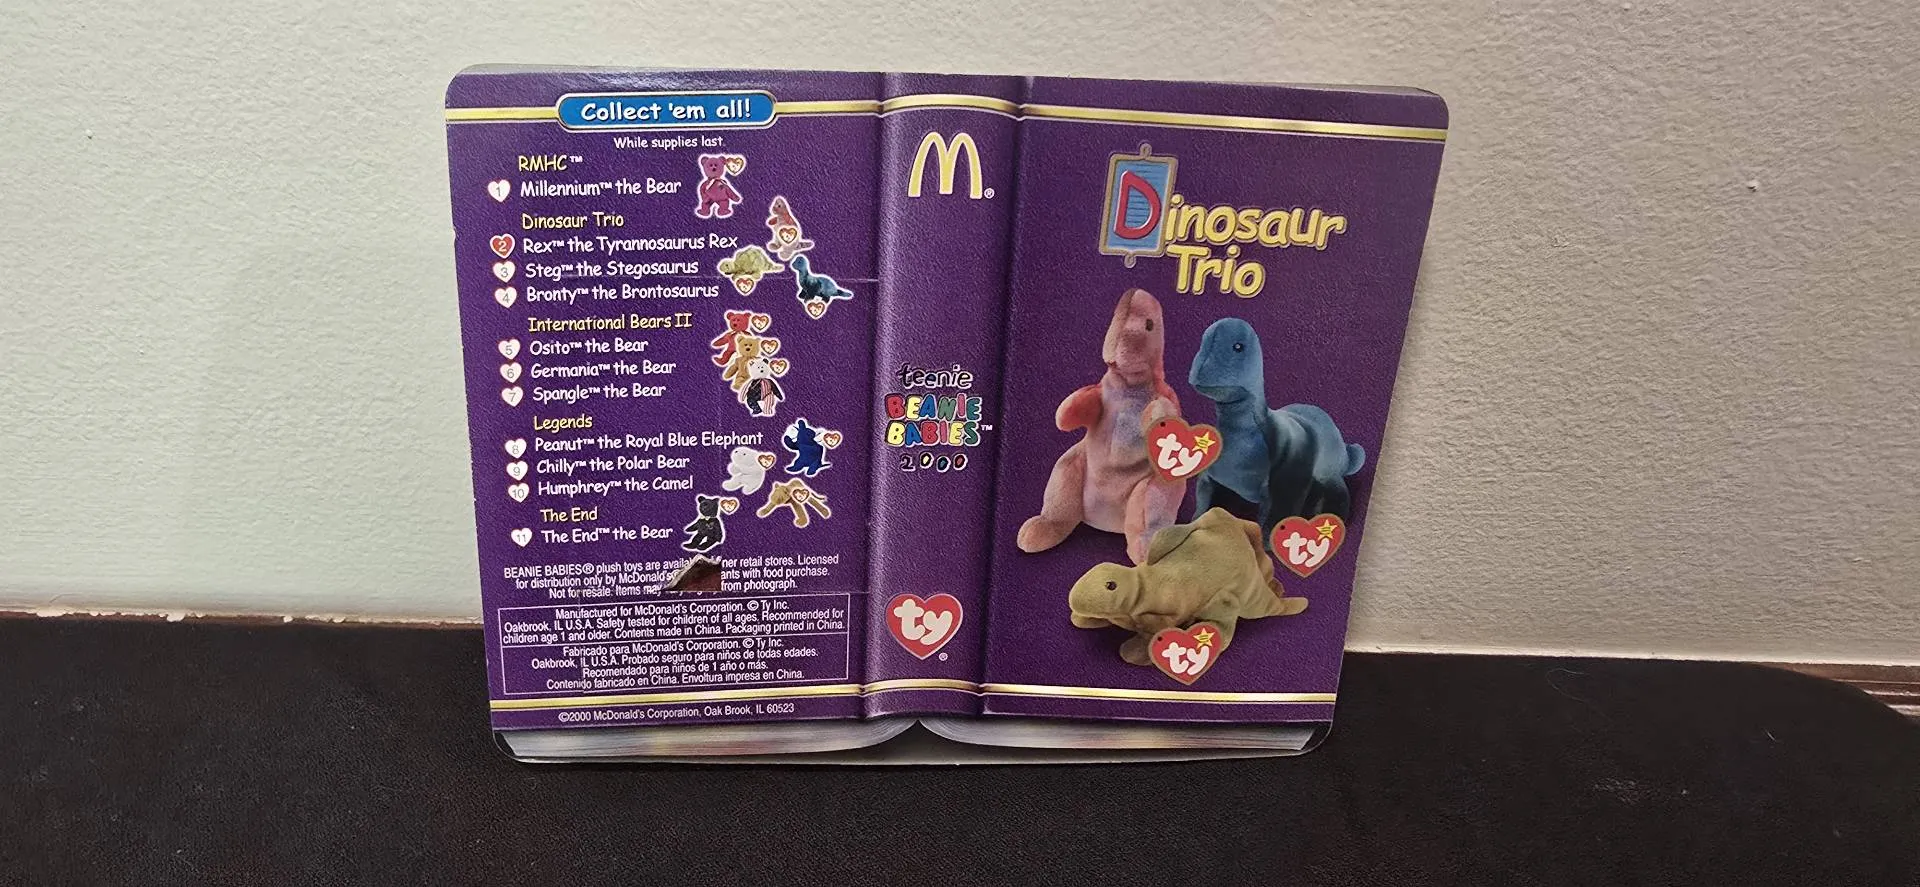 Collect 'em all!
While supplies last.
RMHC™
1 Millennium™ the Bear
Dinosaur Trio
2 Rex™ the Tyrannosaurus Rex
3 Steg™ the Stegosaurus
4 Bronty™ the Brontosaurus
International Bears II
5 Osito™ the Bear
6 Germania™ the Bear
7 Spangle™ the Bear
Legends
8 Peanut™ the Royal Blue Elephant
9 Chilly™ the Polar Bear
10 Humphrey™ the Camel
The End
11 The End™ the Bear
BEANIE BABIES® plush toys are ner retail stores. Licensed
for distribution only by McDonald's ants with food purchase.
Not for resale. Items may from photograph.
Manufactured for McDonald's Corporation. © Ty Inc.
Oakbrook, IL U.S.A. Safety tested for children of all ages. Recommended for
children age 1 and older. Contents made in China. Packaging printed in China.
Fabricado para McDonald's Corporation. © Ty Inc.
Oakbrook, IL U.S.A. Probado seguro para niños de todas edades.
Recomendado para niños de 1 año o más.
Contenido fabricado en China. Envoltura impresa en China.
©2000 McDonald's Corporation, Oak Brook, IL 60523
M®
teenie
BEANIE
BABIES™
2000
ty®
Dinosaur
Trio
ty
ty
ty